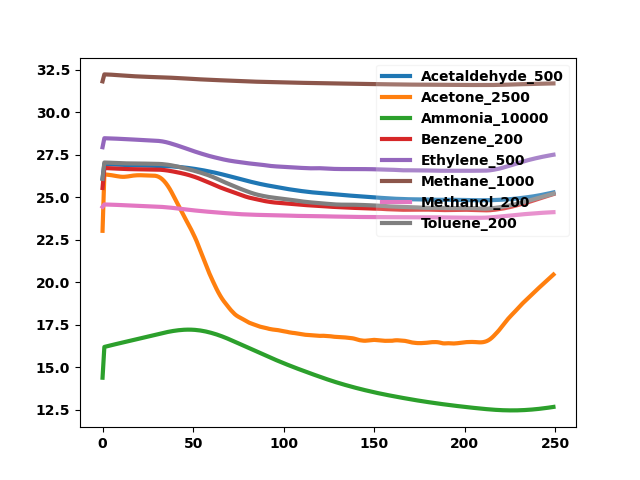 32.5
30.0
27.5
25.0
22.5
20.0
17.5
15.0
12.5
0 50 100 150 200 250
Acetaldehyde_500
Acetone_2500
Ammonia_10000
Benzene_200
Ethylene_500
Methane_1000
Methanol_200
Toluene_200